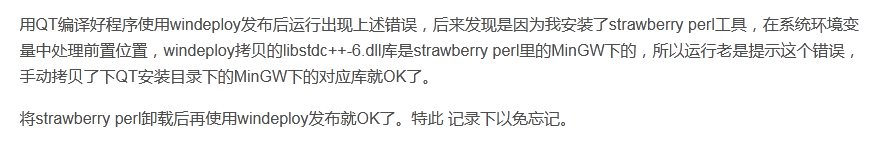 用QT编译好程序使用windeploy发布后运行出现上述错误，后来发现是因为我安装了strawberry perl工具，在系统环境变
量中处理前置位置，windeploy拷贝的libstdc++-6.dll库是strawberry perl里的MinGW下的，所以运行老是提示这个错误，
手动拷贝了下QT安装目录下的MinGW下的对应库就OK了。
将strawberry perl卸载后再使用windeploy发布就OK了。特此 记录下以免忘记。